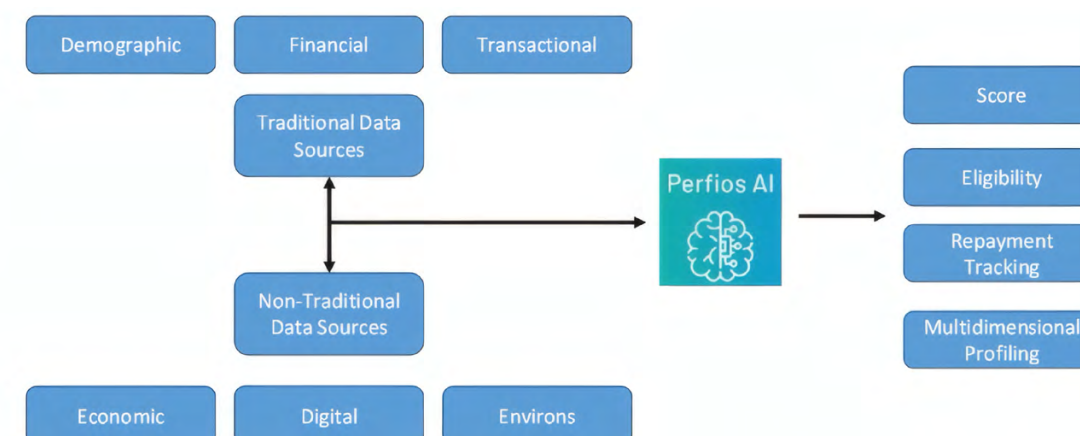 Demographic
Financial
Transactional
Traditional Data
Sources
Perfios AI
Score
Eligibility
Repayment
Tracking
Non-Traditional
Data Sources
Multidimensional
Profiling
Economic
Digital
Environs